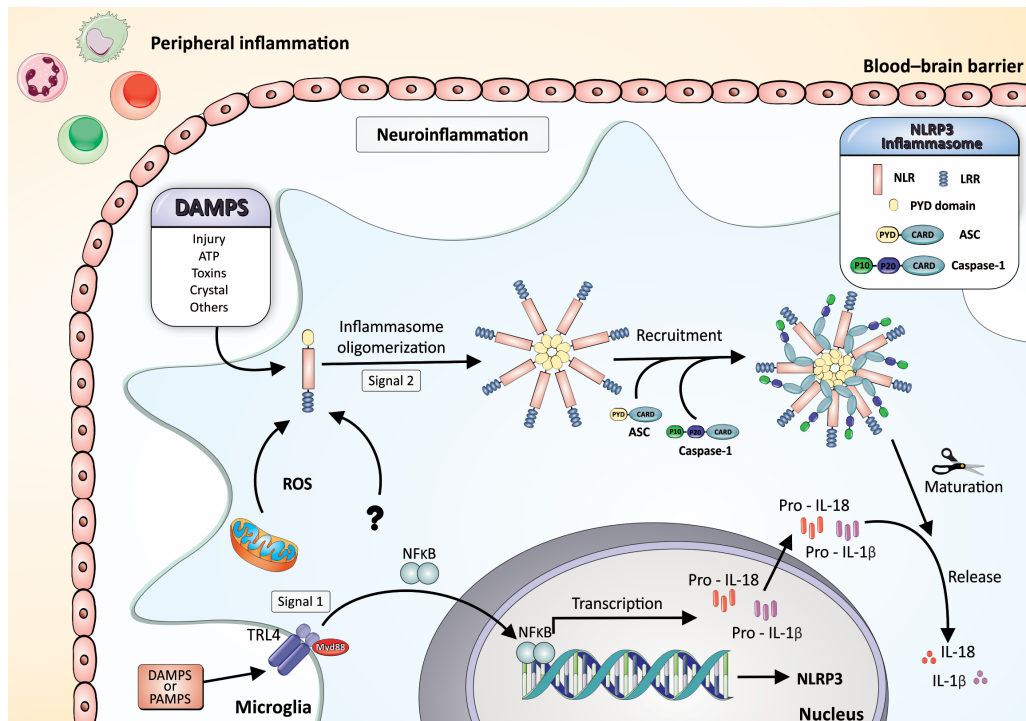 Peripheral inflammation
Blood–brain barrier
Neuroinflammation
NLRP3
Inflammasome
NLR
LRR
PYD domain
PYD
CARD
ASC
P10
P20
CARD
Caspase-1
DAMPS
Injury
ATP
Toxins
Crystal
Others
Inflammasome
oligomerization
Signal 2
Recruitment
PYD
CARD
ASC
P10
P20
CARD
Caspase-1
ROS
?
Maturation
Pro - IL-18
Pro - IL-1β
NFκB
Release
Signal 1
Transcription
Pro - IL-18
Pro - IL-1β
TRL4
Myd88
NFκB
IL-18
IL-1β
DAMPS
or
PAMPS
NLRP3
Microglia
Nucleus